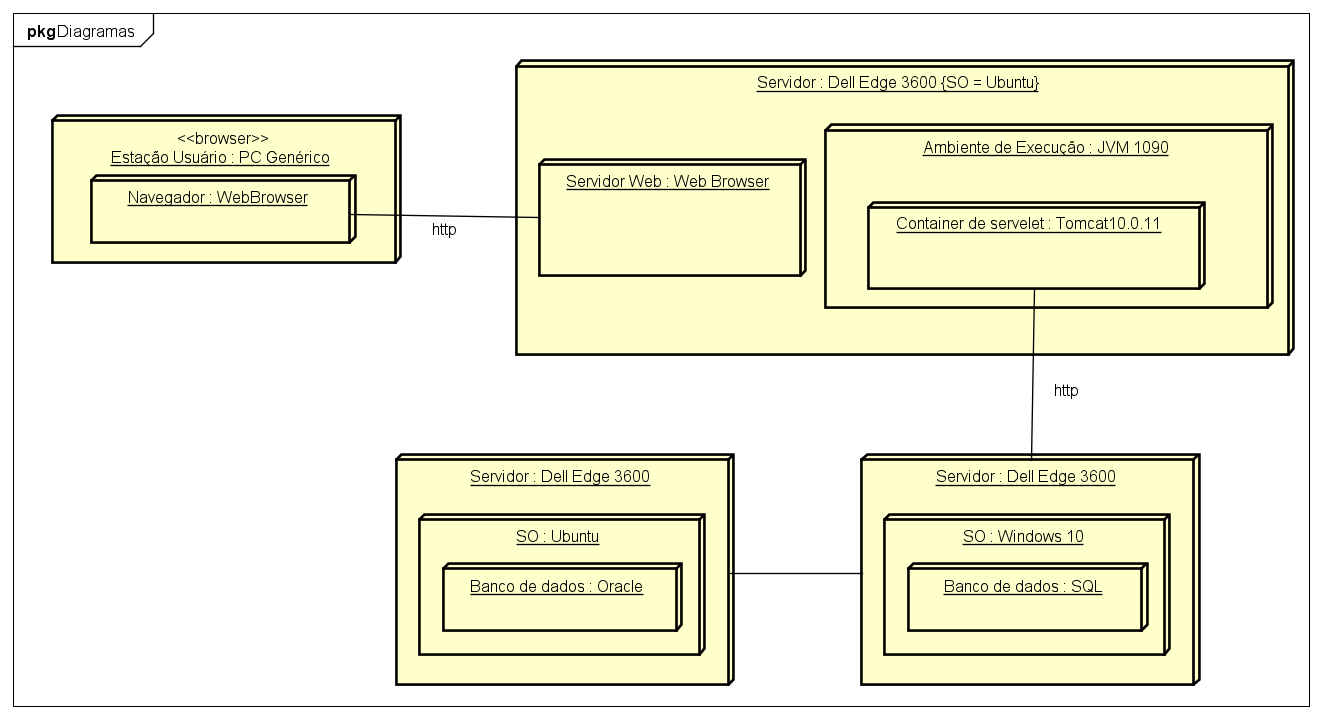 pkgDiagramas
Servidor : Dell Edge 3600 {SO = Ubuntu}
<<browser>>
Estação Usuário : PC Genérico
Navegador : WebBrowser
http
Servidor Web : Web Browser
Ambiente de Execução : JVM 1090
Container de servelet : Tomcat10.0.11
http
Servidor : Dell Edge 3600
SO : Ubuntu
Banco de dados : Oracle
Servidor : Dell Edge 3600
SO : Windows 10
Banco de dados : SQL